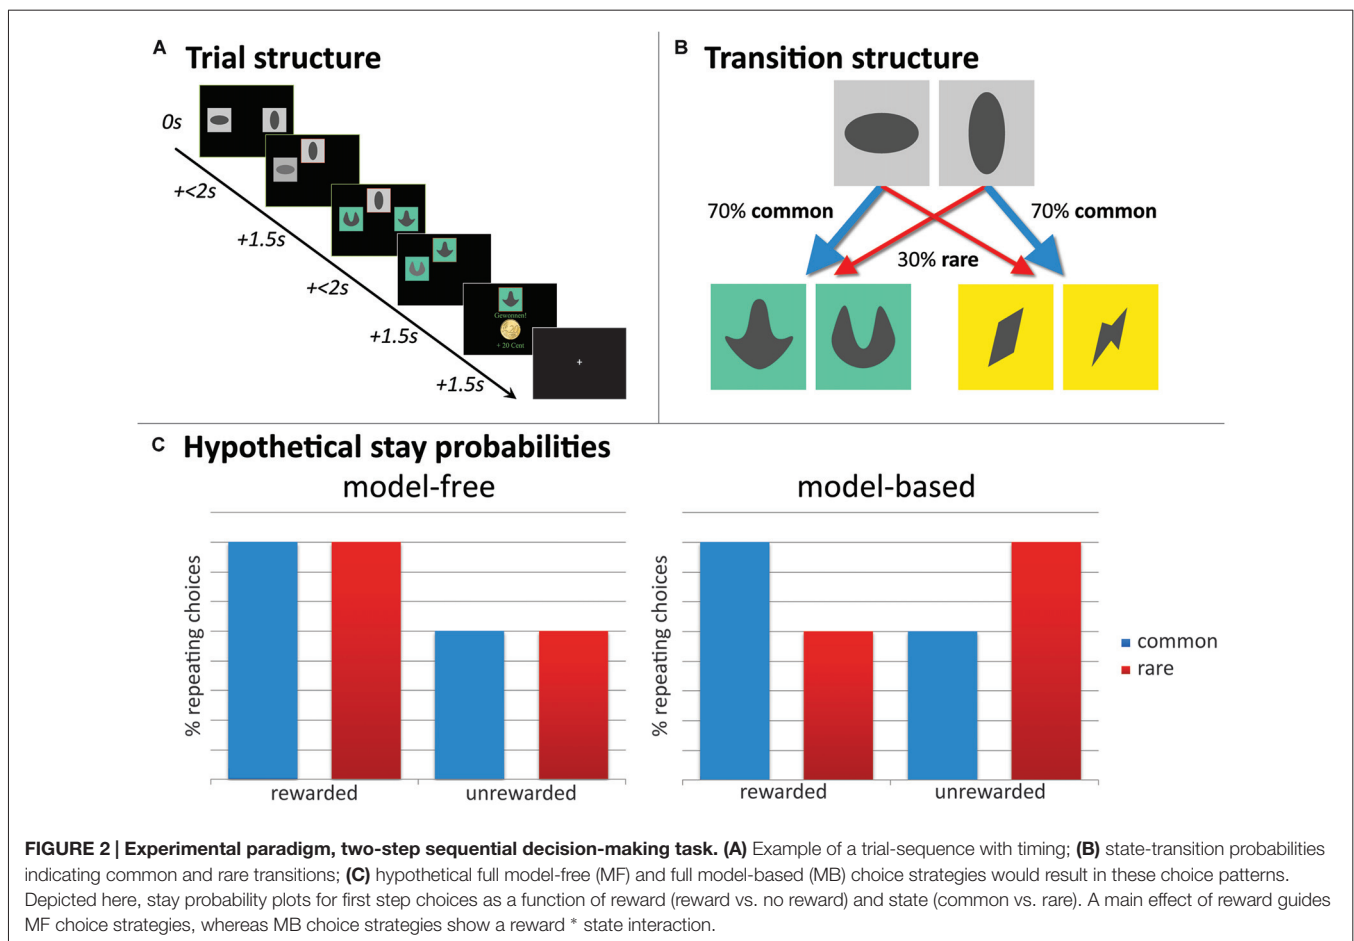 A Trial structure
0s
+<2s
+1.5s
+<2s
+1.5s
+1.5s
Gewonnen!
+ 20 Cent
+
B Transition structure
70% common
70% common
30% rare
C Hypothetical stay probabilities
model-free
% repeating choices
rewarded
unrewarded
model-based
% repeating choices
rewarded
unrewarded
common
rare
FIGURE 2 | Experimental paradigm, two-step sequential decision-making task. (A) Example of a trial-sequence with timing; (B) state-transition probabilities
indicating common and rare transitions; (C) hypothetical full model-free (MF) and full model-based (MB) choice strategies would result in these choice patterns.
Depicted here, stay probability plots for first step choices as a function of reward (reward vs. no reward) and state (common vs. rare). A main effect of reward guides
MF choice strategies, whereas MB choice strategies show a reward * state interaction.